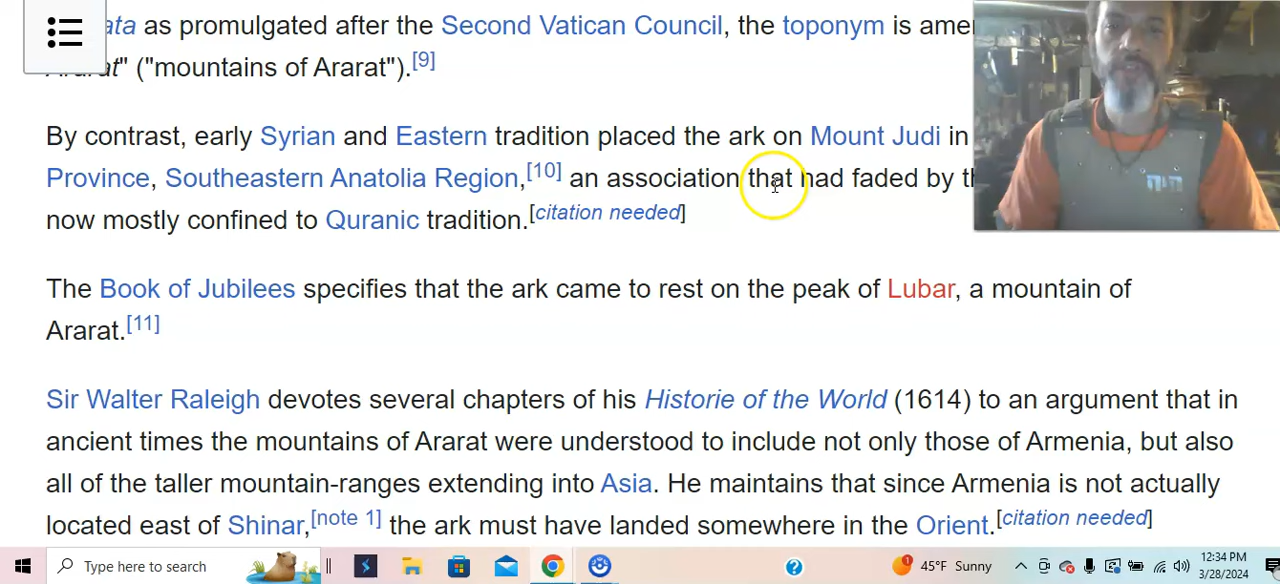 ata as promulgated after the Second Vatican Council, the toponym is
Ararat" ("mountains of Ararat").[9]
By contrast, early Syrian and Eastern tradition placed the ark on Mount Judi in
Province, Southeastern Anatolia Region,[10] an association that had faded by
now mostly confined to Quranic tradition.[citation needed]
The Book of Jubilees specifies that the ark came to rest on the peak of Lubar, a mountain of
Ararat.[11]
Sir Walter Raleigh devotes several chapters of his Historie of the World (1614) to an argument that in
ancient times the mountains of Ararat were understood to include not only those of Armenia, but also
all of the taller mountain-ranges extending into Asia. He maintains that since Armenia is not actually
located east of Shinar,[note 1] the ark must have landed somewhere in the Orient.[citation needed]
Type here to search
45°F Sunny
12:34 PM
3/28/2024